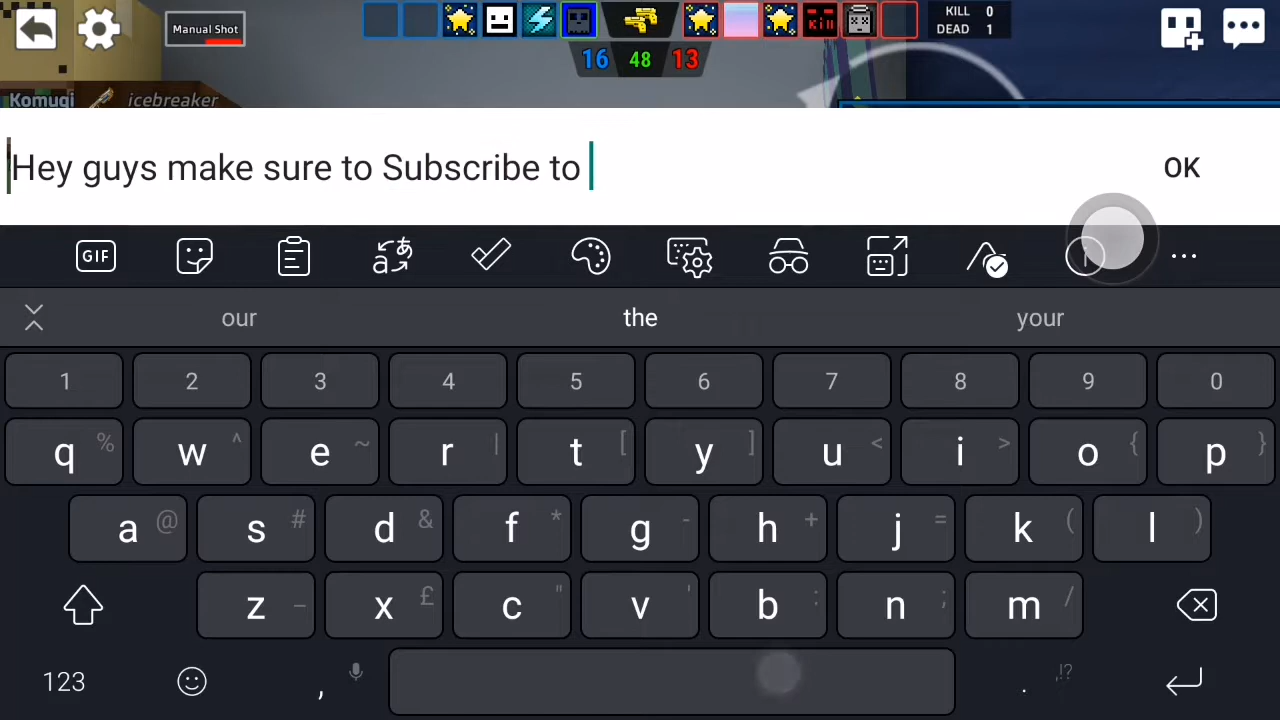 Manual Shot
Kill
KILL 0
DEAD 1
16 48 13
Komugi icebreaker
Hey guys make sure to Subscribe to
OK
GIF
our the your
1 2 3 4 5 6 7 8 9 0
q % w ^ e ~ r | t [ y ] u < i > o { p }
a @ s # d & f * g - h + j = k ( l )
z _ x £ c " v ' b : n ; m /
123 , . ,!?